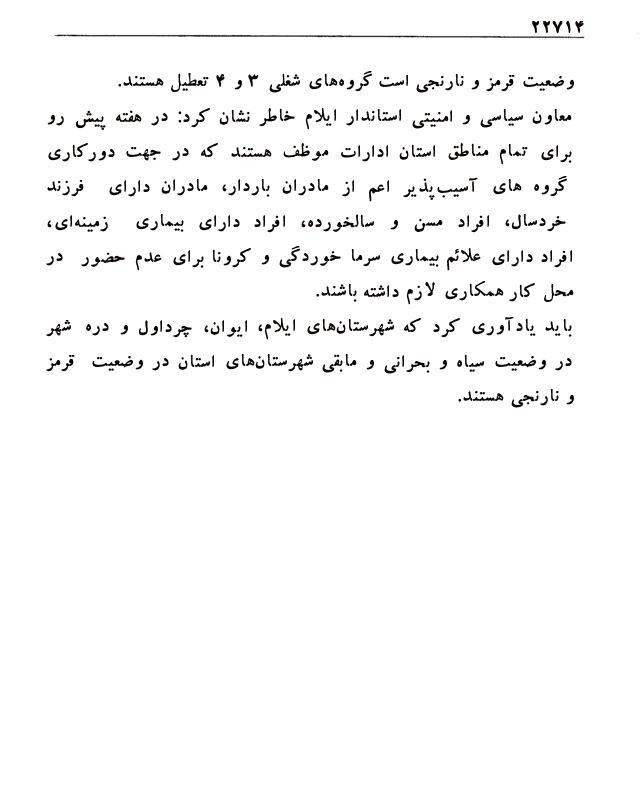 ۲۲۷۱۴
وضعیت قرمز و نارنجی است گروه‌های شغلی ۳ و ۴ تعطیل هستند.
معاون سیاسی و امنیتی استاندار ایلام خاطر نشان کرد: در هفته پیش رو
برای تمام مناطق استان ادارات موظف هستند که در جهت دورکاری
گروه های آسیب‌پذیر اعم از مادران باردار، مادران دارای فرزند
خردسال، افراد مسن و سالخورده، افراد دارای بیماری زمینه‌ای،
افراد دارای علائم بیماری سرما خوردگی و کرونا برای عدم حضور در
محل کار همکاری لازم داشته باشند.
باید یادآوری کرد که شهرستان‌های ایلام، ایوان، چرداول و دره شهر
در وضعیت سیاه و بحرانی و مابقی شهرستان‌های استان در وضعیت قرمز
و نارنجی هستند.